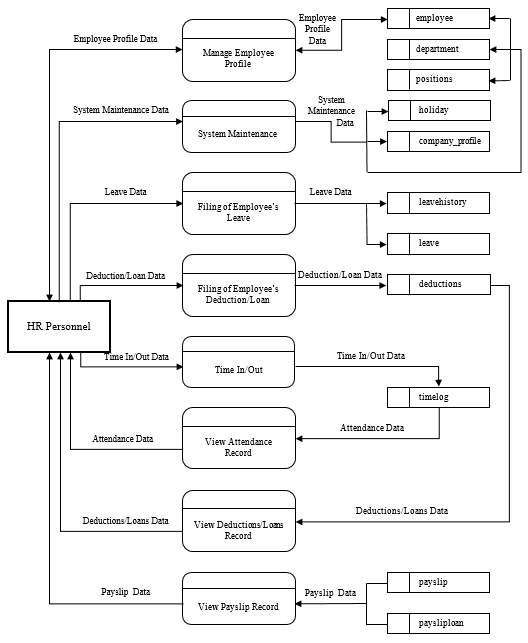 Employee
Profile
Data
employee
Employee Profile Data
Manage Employee
Profile
department
positions
System Maintenance Data
System Maintenance
System
Maintenance
Data
holiday
company_profile
Leave Data
Filing of Employee's
Leave
Leave Data
leavehistory
leave
Deduction/Loan Data
Filing of Employee's
Deduction/Loan
Deduction/Loan Data
deductions
HR Personnel
Time In/Out Data
Time In/Out
Time In/Out Data
timelog
Attendance Data
View Attendance
Record
Attendance Data
Deductions/Loans Data
View Deductions/Loans
Record
Deductions/Loans Data
Payslip Data
View Payslip Record
Payslip Data
payslip
paysliploan